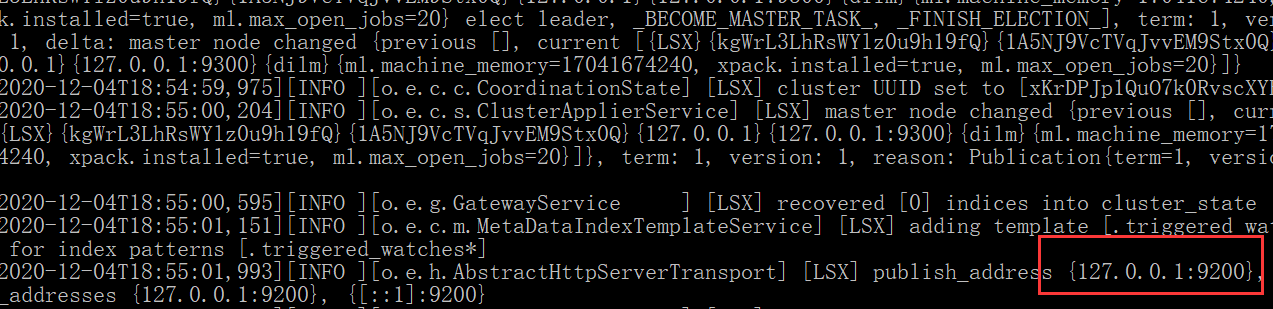 k.installed=true, ml.max_open_jobs=20} elect leader, _BECOME_MASTER_TASK_, _FINISH_ELECTION_], term: 1, ver
 1, delta: master node changed {previous [], current [{LSX}{kgWrL3LhRsWYlz0u9h19fQ}{1A5NJ9VcTVqJvvEM9Stx0Q}
0.0.1}{127.0.0.1:9300}{dilm}{ml.machine_memory=17041674240, xpack.installed=true, ml.max_open_jobs=20}]}
2020-12-04T18:54:59,975][INFO ][o.e.c.c.CoordinationState] [LSX] cluster UUID set to [xKrDPJp1QuO7kORvscXY
2020-12-04T18:55:00,204][INFO ][o.e.c.s.ClusterApplierService] [LSX] master node changed {previous [], cur
{LSX}{kgWrL3LhRsWYlz0u9h19fQ}{1A5NJ9VcTVqJvvEM9Stx0Q}{127.0.0.1}{127.0.0.1:9300}{dilm}{ml.machine_memory=17
4240, xpack.installed=true, ml.max_open_jobs=20}]}, term: 1, version: 1, reason: Publication{term=1, versio
2020-12-04T18:55:00,595][INFO ][o.e.g.GatewayService     ] [LSX] recovered [0] indices into cluster_state
2020-12-04T18:55:01,151][INFO ][o.e.c.m.MetaDataIndexTemplateService] [LSX] adding template [.triggered_wa
 for index patterns [.triggered_watches*]
2020-12-04T18:55:01,993][INFO ][o.e.h.AbstractHttpServerTransport] [LSX] publish_address {127.0.0.1:9200},
_addresses {127.0.0.1:9200}, {[::1]:9200}